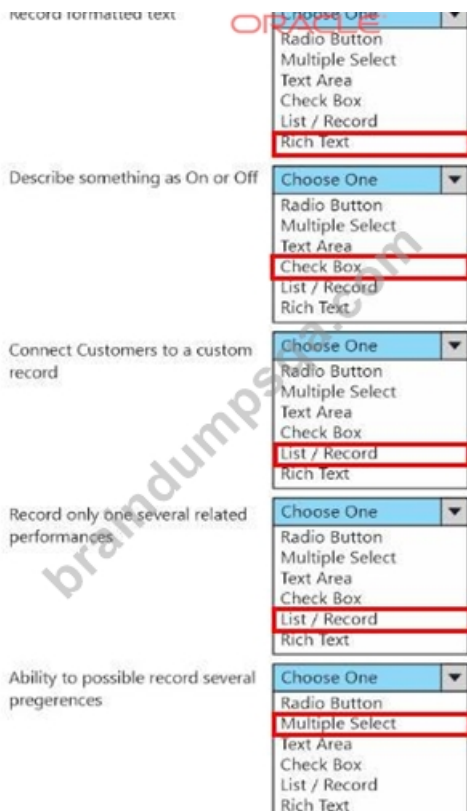 Record formatted text
ORACLE
Choose One
Radio Button
Multiple Select
Text Area
Check Box
List / Record
Rich Text
Describe something as On or Off
Choose One
Radio Button
Multiple Select
Text Area
Check Box
List / Record
Rich Text
Connect Customers to a custom
record
Choose One
Radio Button
Multiple Select
Text Area
Check Box
List / Record
Rich Text
Record only one several related
performances
Choose One
Radio Button
Multiple Select
Text Area
Check Box
List / Record
Rich Text
Ability to possible record several
pregerences
Choose One
Radio Button
Multiple Select
Text Area
Check Box
List / Record
Rich Text
braindumpsqa.com